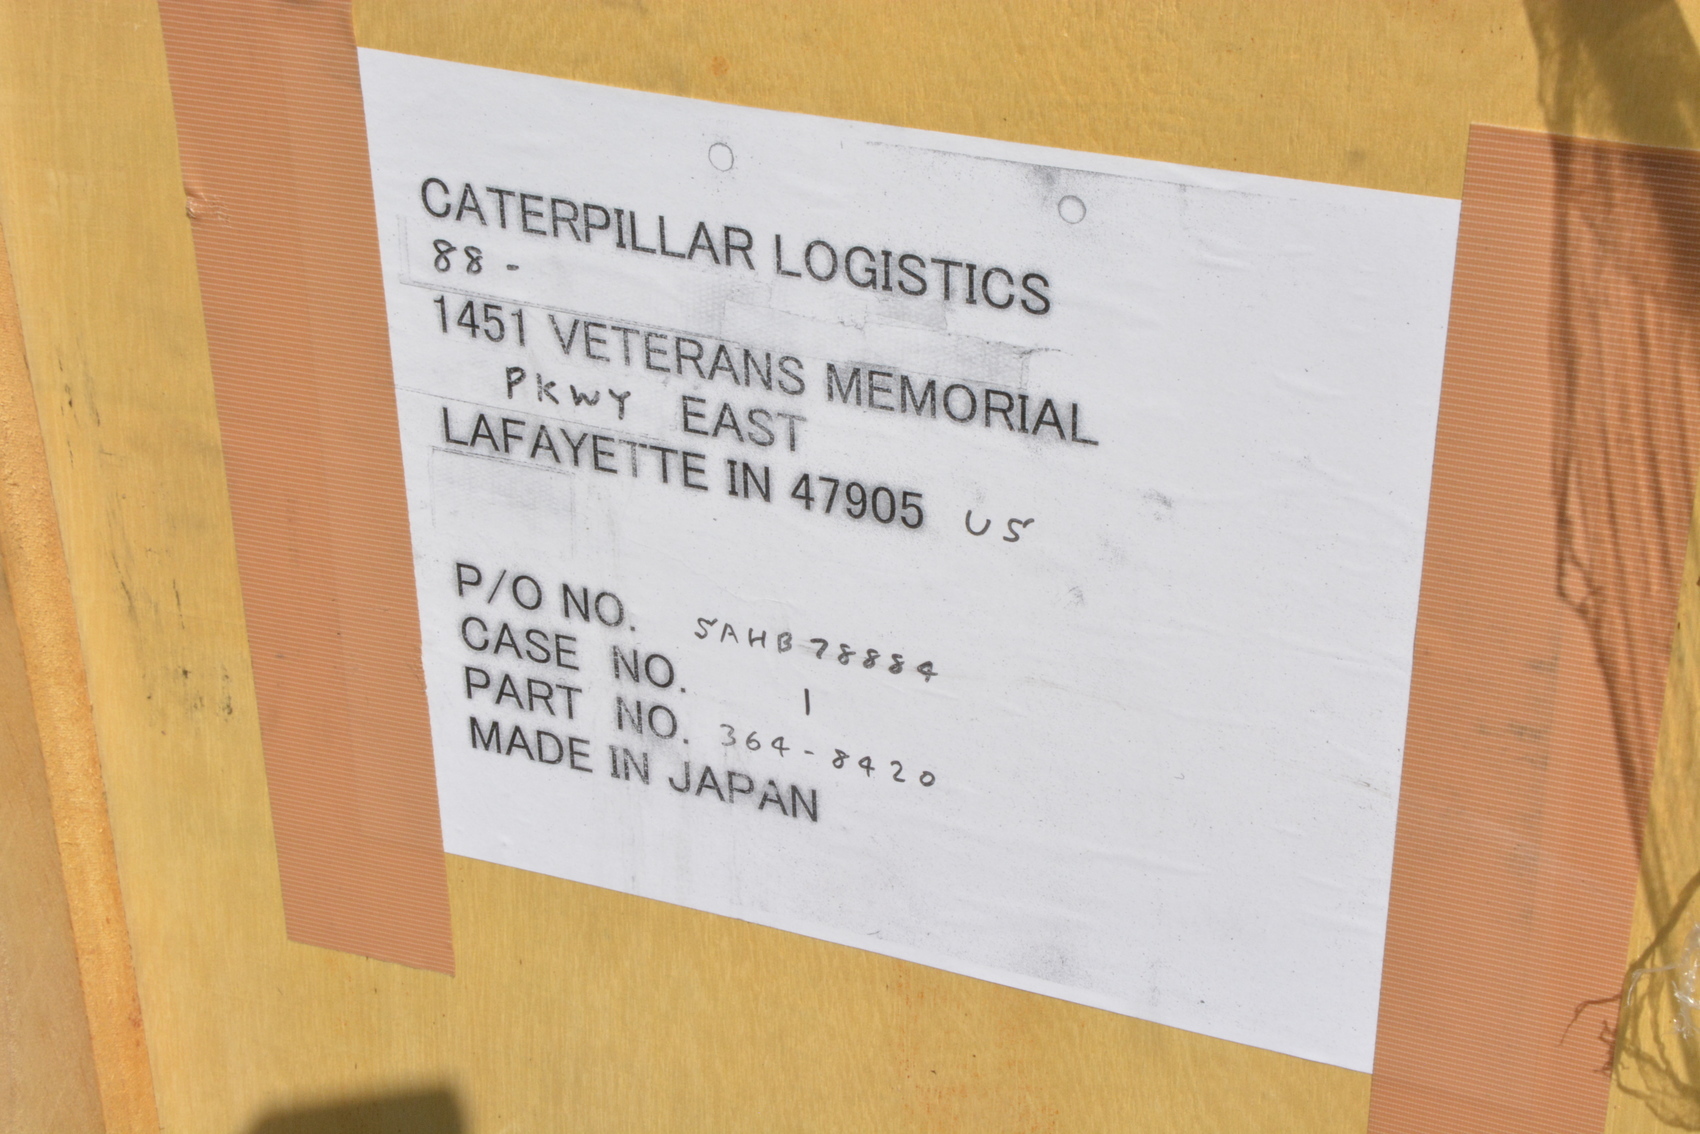 CATERPILLAR LOGISTICS
88-
1451 VETERANS MEMORIAL
PKWY EAST
LAFAYETTE IN 47905 US
P/O NO. SAHB78884
CASE NO. 1
PART NO. 364-8420
MADE IN JAPAN